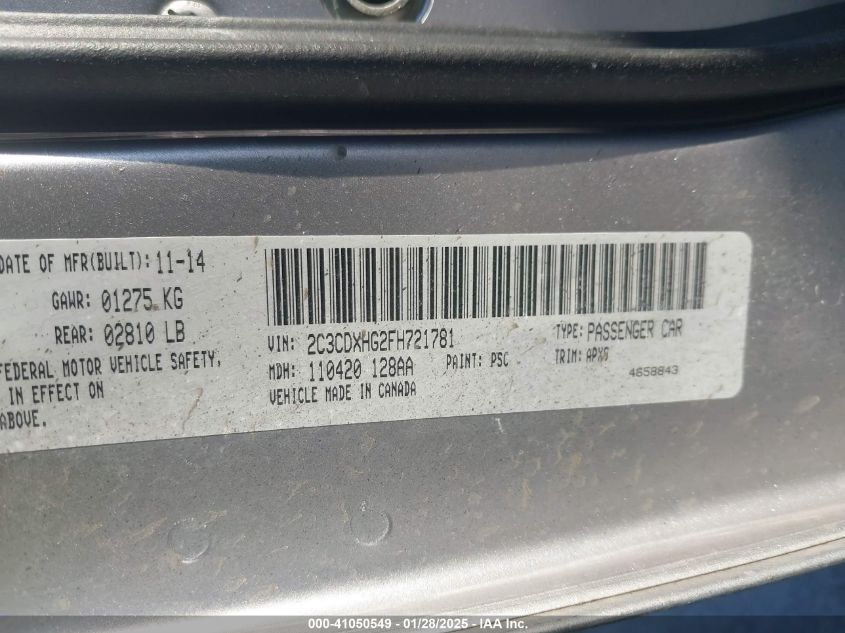 DATE OF MFR(BUILT): 11-14
GAWR: 01275 KG
REAR: 02810 LB
FEDERAL MOTOR VEHICLE SAFETY,
IN EFFECT ON
ABOVE.
VIN: 2C3CDXHG2FH721781
TYPE: PASSENGER CAR
MDH: 110420 128AA
PAINT: PSC
TRIM: APX9
VEHICLE MADE IN CANADA
4658843
000-41050549 - 01/28/2025 - IAA Inc.